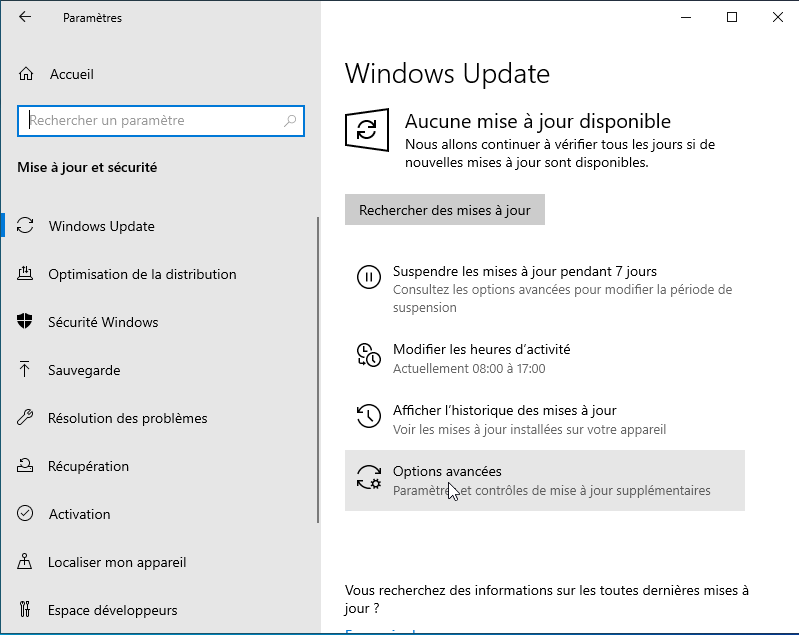 Paramètres
Accueil
Rechercher un paramètre
Mise à jour et sécurité
Windows Update
Optimisation de la distribution
Sécurité Windows
Sauvegarde
Résolution des problèmes
Récupération
Activation
Localiser mon appareil
Espace développeurs
Windows Update
Aucune mise à jour disponible
Nous allons continuer à vérifier tous les jours si de
nouvelles mises à jour sont disponibles.
Rechercher des mises à jour
Suspendre les mises à jour pendant 7 jours
Consultez les options avancées pour modifier la période de
suspension
Modifier les heures d’activité
Actuellement 08:00 à 17:00
Afficher l’historique des mises à jour
Voir les mises à jour installées sur votre appareil
Options avancées
Paramètres et contrôles de mise à jour supplémentaires
Vous recherchez des informations sur les toutes dernières mises à
jour ?